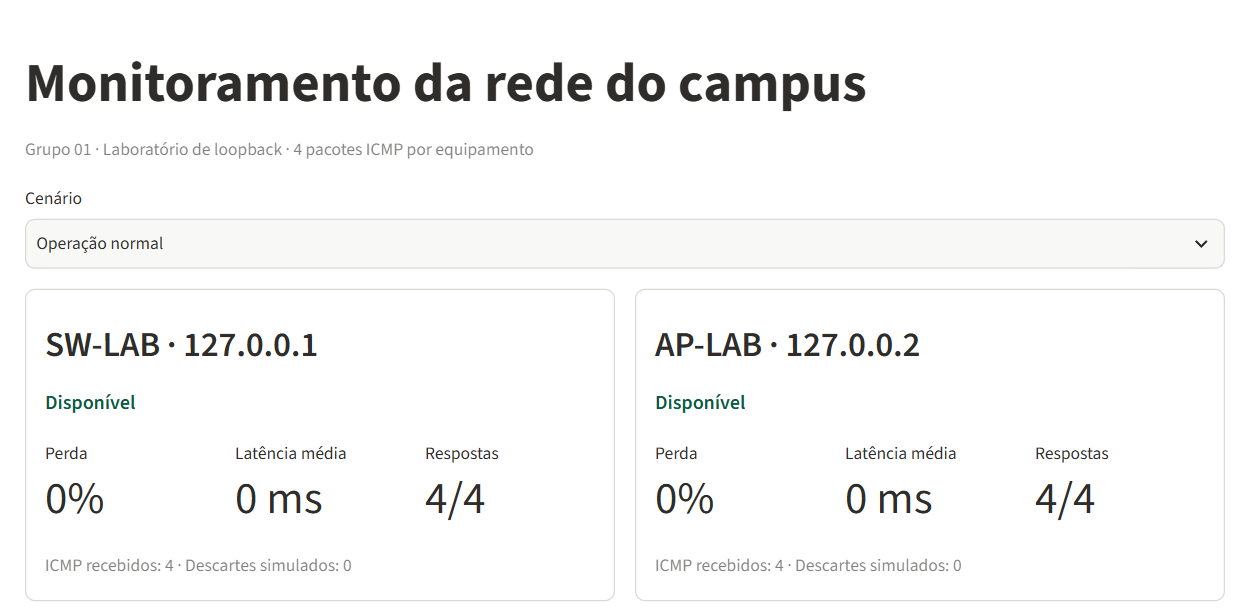 Monitoramento da rede do campus
Grupo 01 · Laboratório de loopback · 4 pacotes ICMP por equipamento
Cenário
Operação normal
SW-LAB · 127.0.0.1
Disponível
Perda
Latência média
Respostas
0%
0 ms
4/4
ICMP recebidos: 4 · Descartes simulados: 0
AP-LAB · 127.0.0.2
Disponível
Perda
Latência média
Respostas
0%
0 ms
4/4
ICMP recebidos: 4 · Descartes simulados: 0